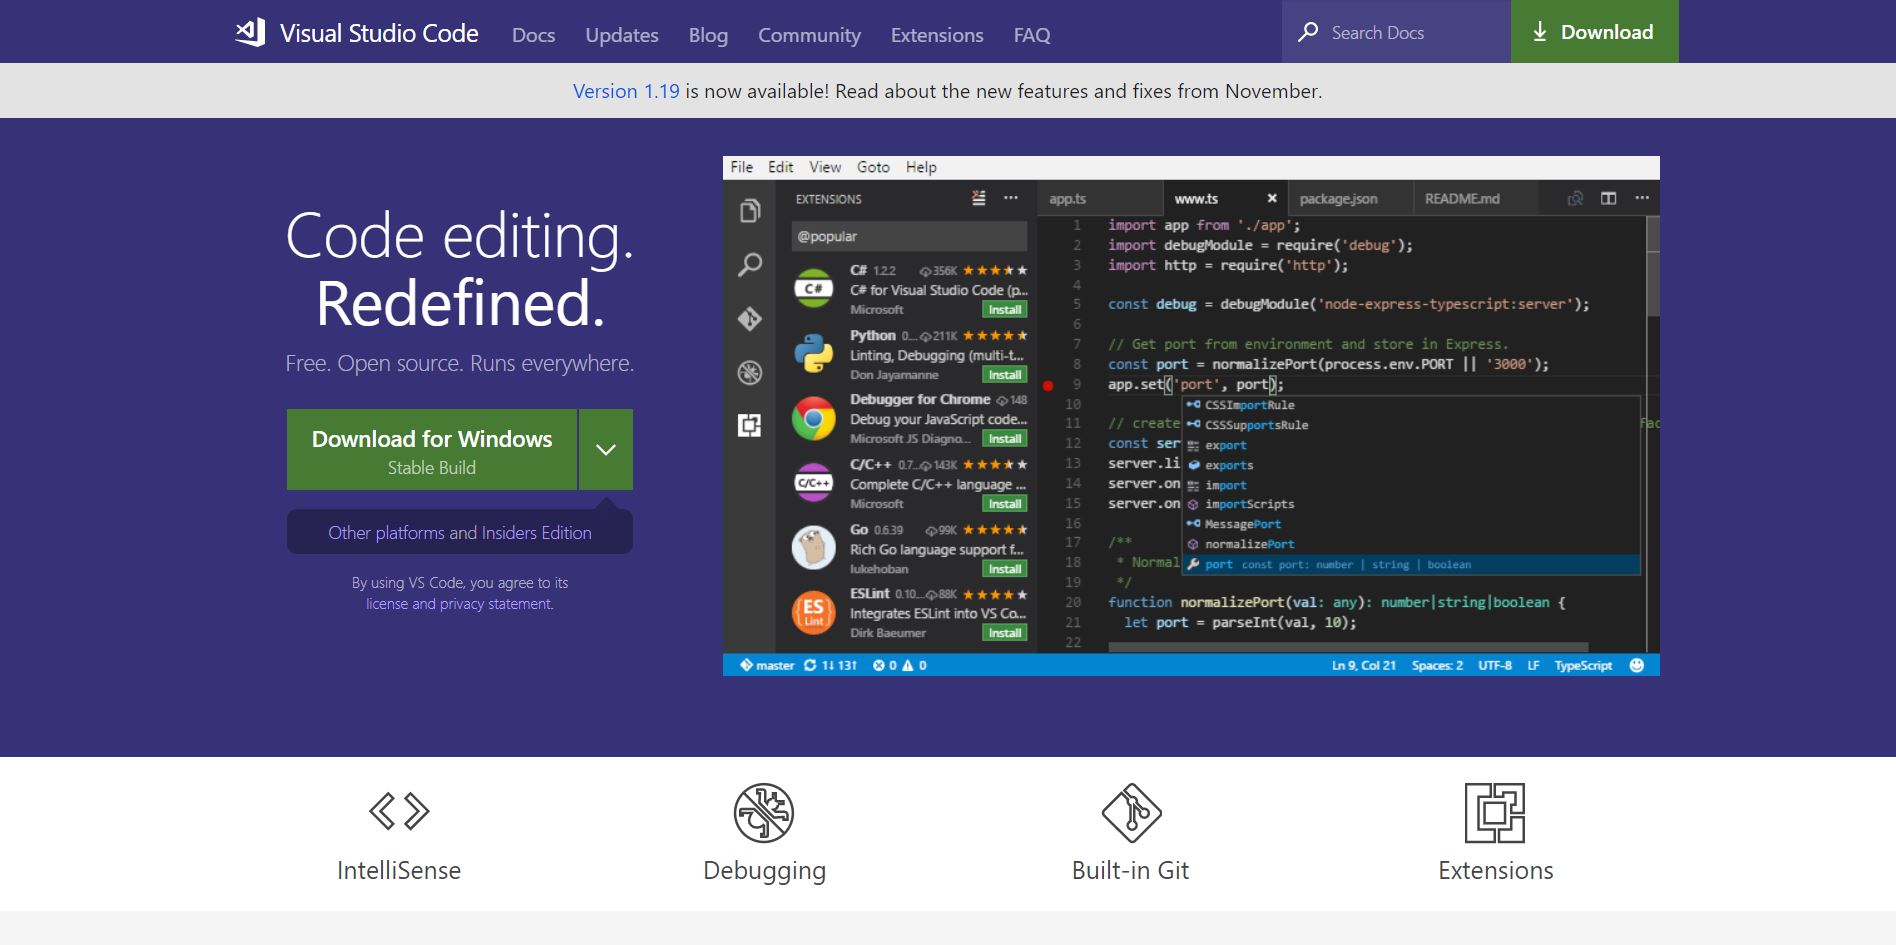 Visual Studio Code Docs Updates Blog Community Extensions FAQ Search Docs Download
Version 1.19 is now available! Read about the new features and fixes from November.
Code editing.
Redefined.
Free. Open source. Runs everywhere.
Download for Windows
Stable Build
Other platforms and Insiders Edition
By using VS Code, you agree to its
license and privacy statement.
File Edit View Goto Help
EXTENSIONS ...
@popular
C# 1.2.2 356K
C# for Visual Studio Code (p...
Microsoft Install
Python 0.... 211K
Linting, Debugging (multi-t...
Don Jayamanne Install
Debugger for Chrome 148
Debug your JavaScript code...
Microsoft JS Diagno... Install
C/C++ 0.7... 143K
Complete C/C++ language ...
Microsoft Install
Go 0.6.39 99K
Rich Go language support f...
lukehoban Install
ESLint 0.10... 88K
Integrates ESLint into VS Co...
Dirk Baeumer Install
C#
C/C++
ES
Lint
app.ts www.ts × package.json README.md ...
1 import app from './app';
2 import debugModule = require('debug');
3 import http = require('http');
4
5 const debug = debugModule('node-express-typescript:server');
6
7 // Get port from environment and store in Express.
8 const port = normalizePort(process.env.PORT || '3000');
9 app.set('port', port);
10
11 // create fac
12 const ser
13 server.li
14 server.on
15 server.on
16
17 /**
18 * Normal
19 */
20 function normalizePort(val: any): number|string|boolean {
21 let port = parseInt(val, 10);
22
CSSImportRule
CSSSupportsRule
export
exports
import
importScripts
MessagePort
normalizePort
port const port: number | string | boolean
master 1↓ 13↑ 0 0 Ln 9, Col 21 Spaces: 2 UTF-8 LF TypeScript
IntelliSense Debugging Built-in Git Extensions